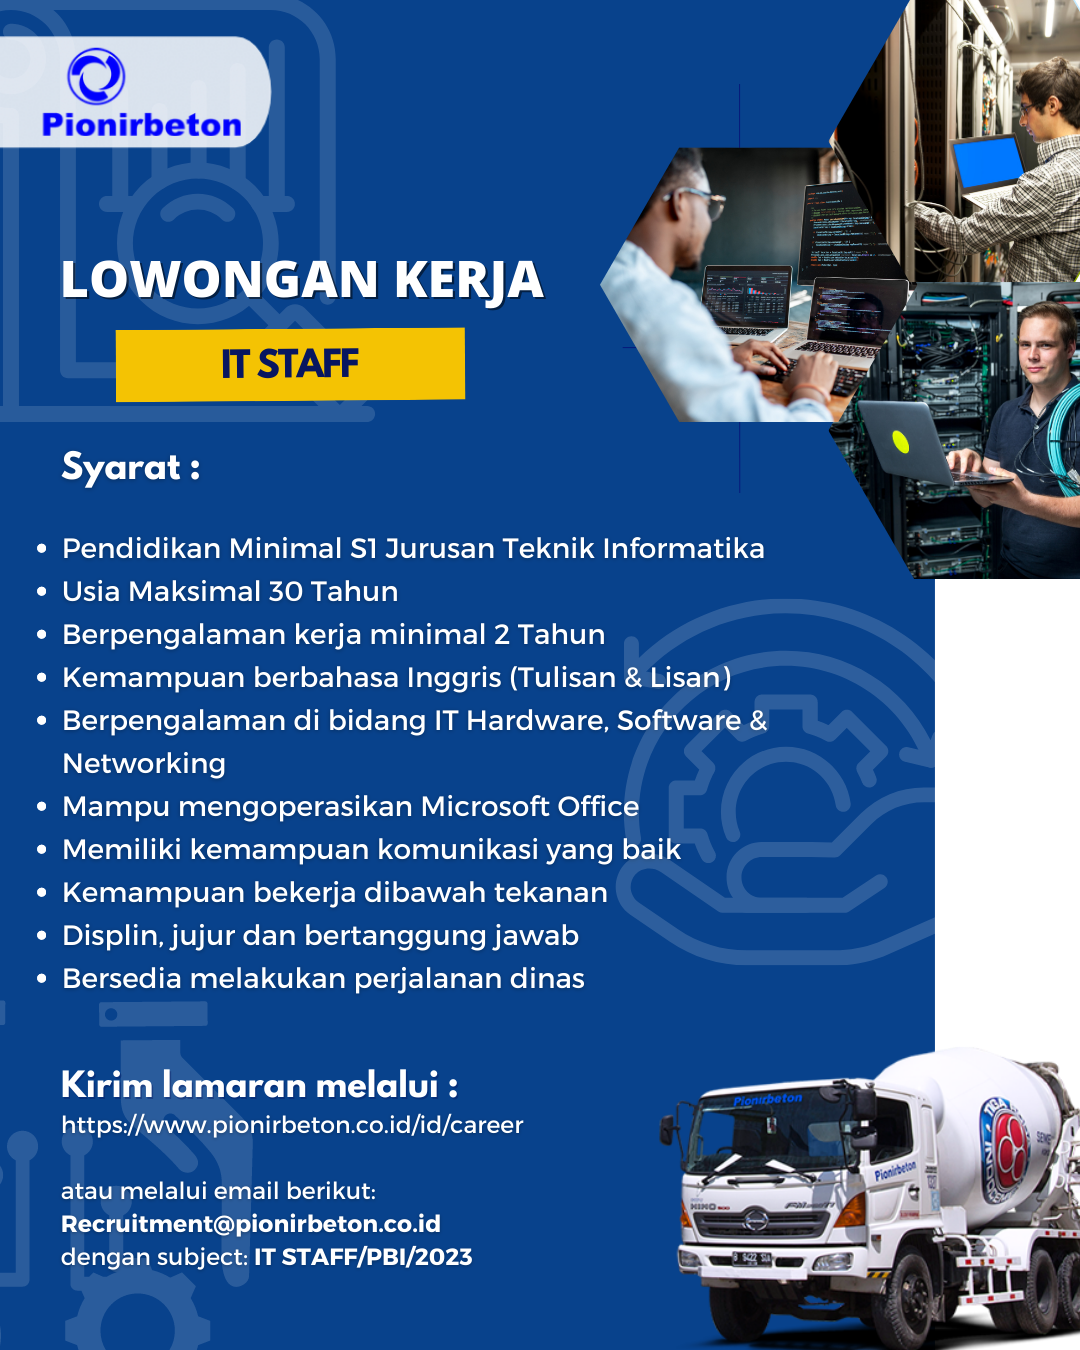 Pionirbeton
LOWONGAN KERJA
IT STAFF
Syarat :
• Pendidikan Minimal S1 Jurusan Teknik Informatika
• Usia Maksimal 30 Tahun
• Berpengalaman kerja minimal 2 Tahun
• Kemampuan berbahasa Inggris (Tulisan & Lisan)
• Berpengalaman di bidang IT Hardware, Software &
Networking
• Mampu mengoperasikan Microsoft Office
• Memiliki kemampuan komunikasi yang baik
• Kemampuan bekerja dibawah tekanan
• Displin, jujur dan bertanggung jawab
• Bersedia melakukan perjalanan dinas
Kirim lamaran melalui :
https://www.pionirbeton.co.id/id/career
atau melalui email berikut:
Recruitment@pionirbeton.co.id
dengan subject: IT STAFF/PBI/2023
Pionirbeton
Pionirbeton
HINO 500